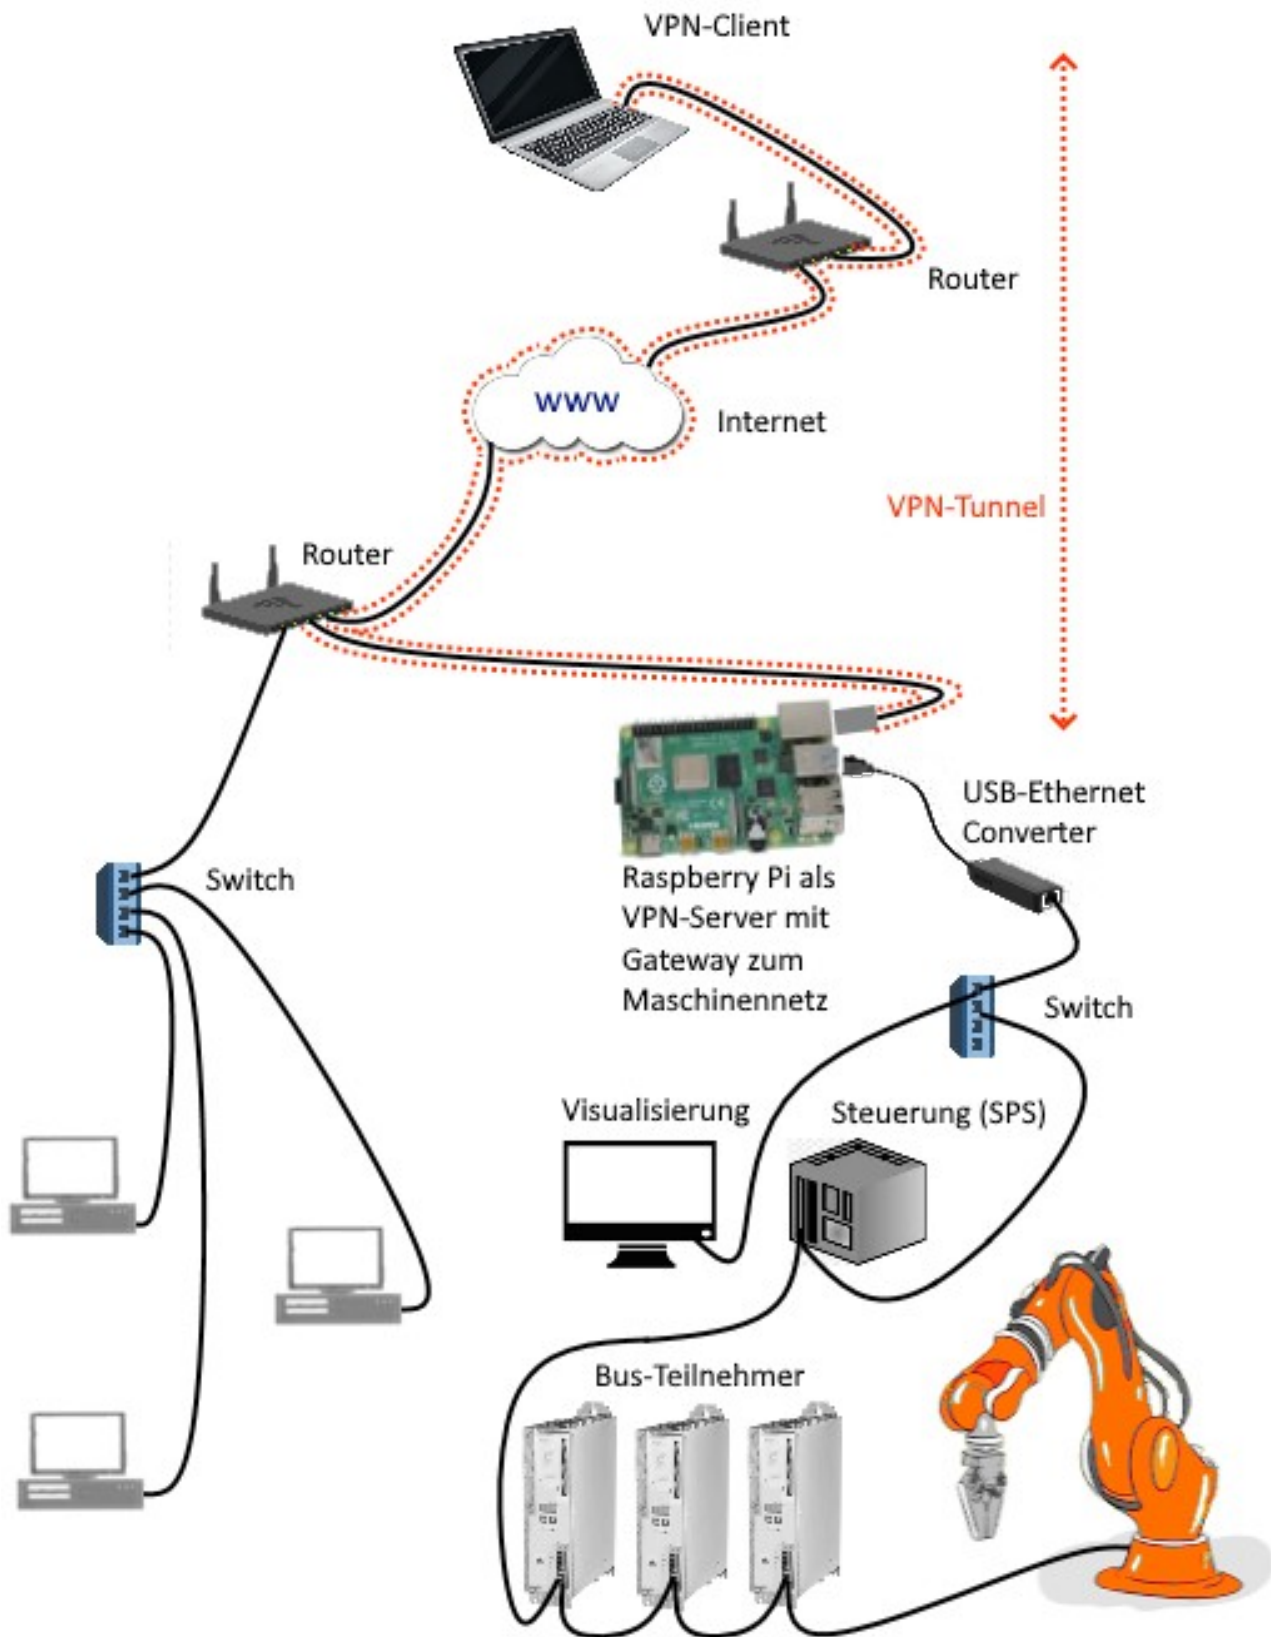 VPN-Client
Router
WWW
Internet
VPN-Tunnel
Router
USB-Ethernet
Converter
Switch
Raspberry Pi als
VPN-Server mit
Gateway zum
Maschinennetz
Switch
Visualisierung
Steuerung (SPS)
Bus-Teilnehmer